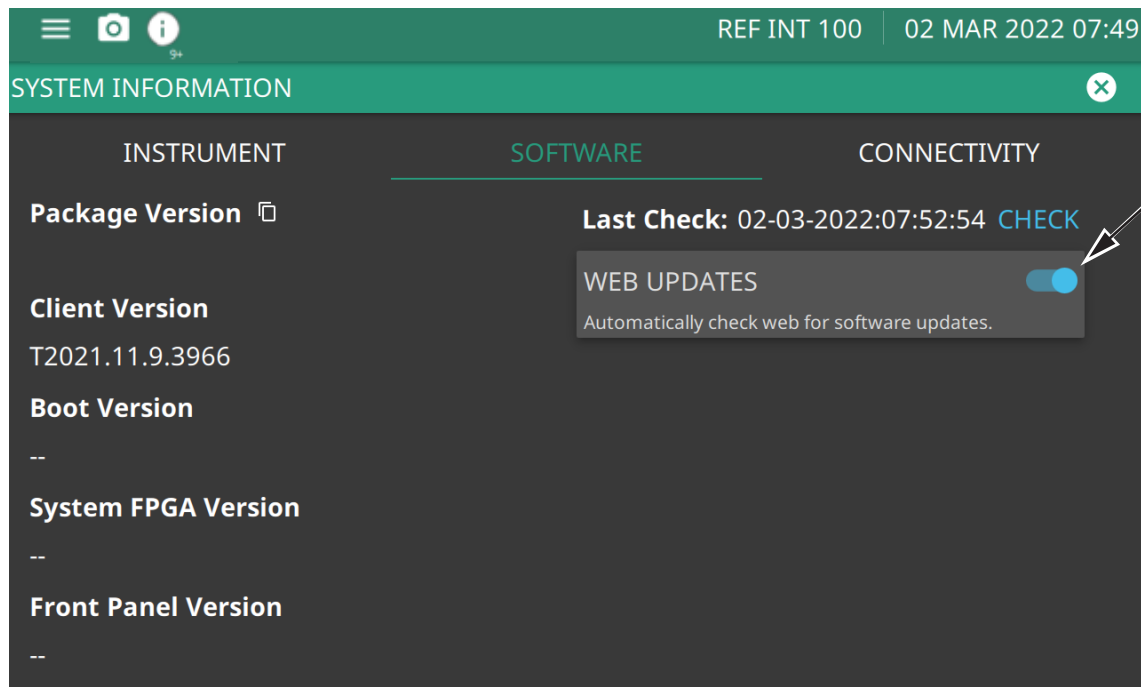 REF INT 100 02 MAR 2022 07:49
9+
SYSTEM INFORMATION
INSTRUMENT SOFTWARE CONNECTIVITY
Package Version
Last Check: 02-03-2022:07:52:54 CHECK
WEB UPDATES
Automatically check web for software updates.
Client Version
T2021.11.9.3966
Boot Version
--
System FPGA Version
--
Front Panel Version
--